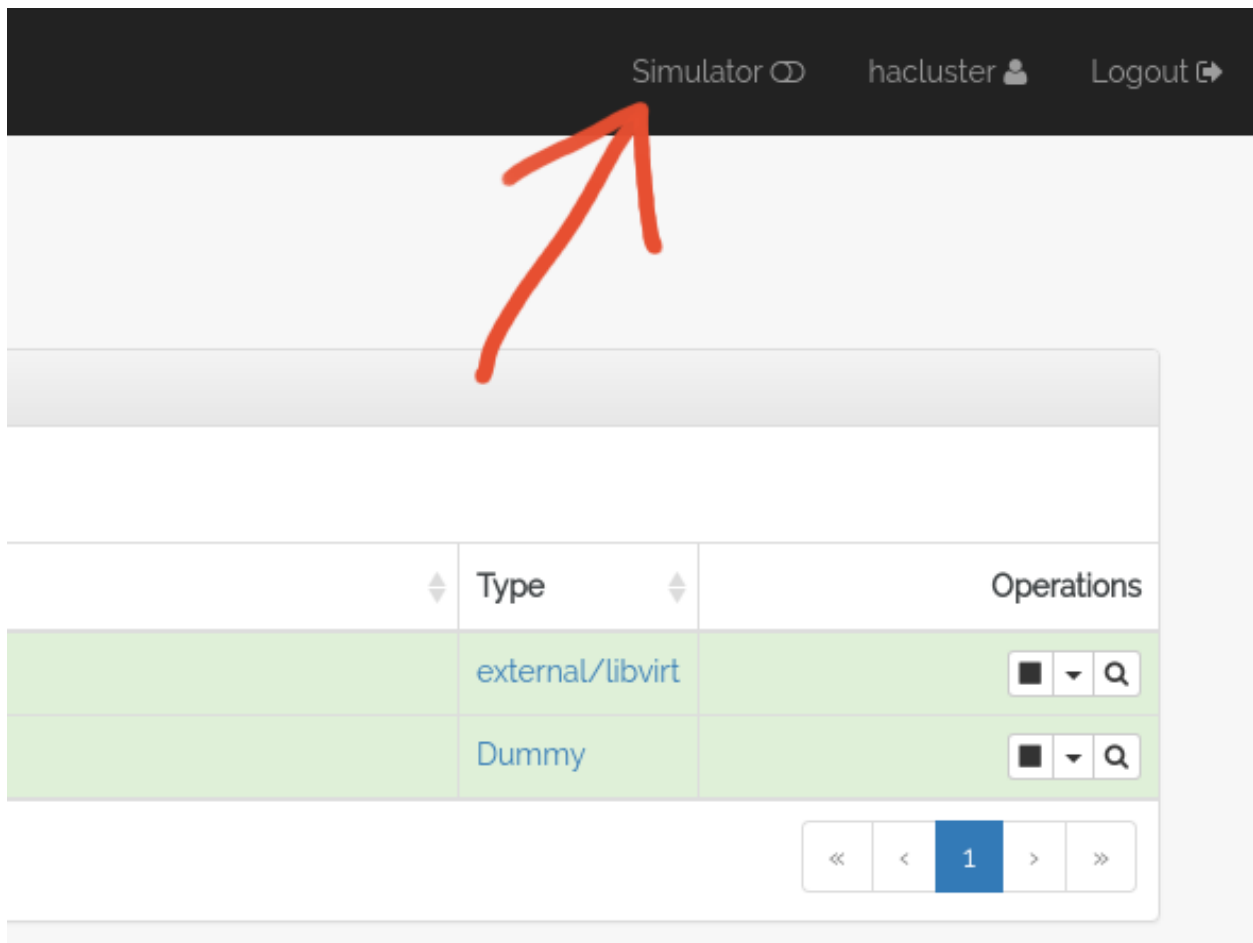 Simulator hacluster Logout
Type Operations
external/libvirt
Dummy
« ‹ 1 › »